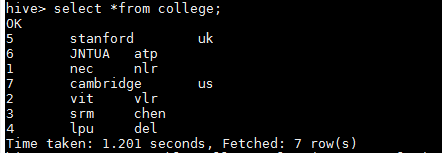 hive> select *from college;
OK
5 stanford uk
6 JNTUA atp
1 nec nlr
7 cambridge us
2 vit vlr
3 srm chen
4 lpu del
Time taken: 1.201 seconds, Fetched: 7 row(s)